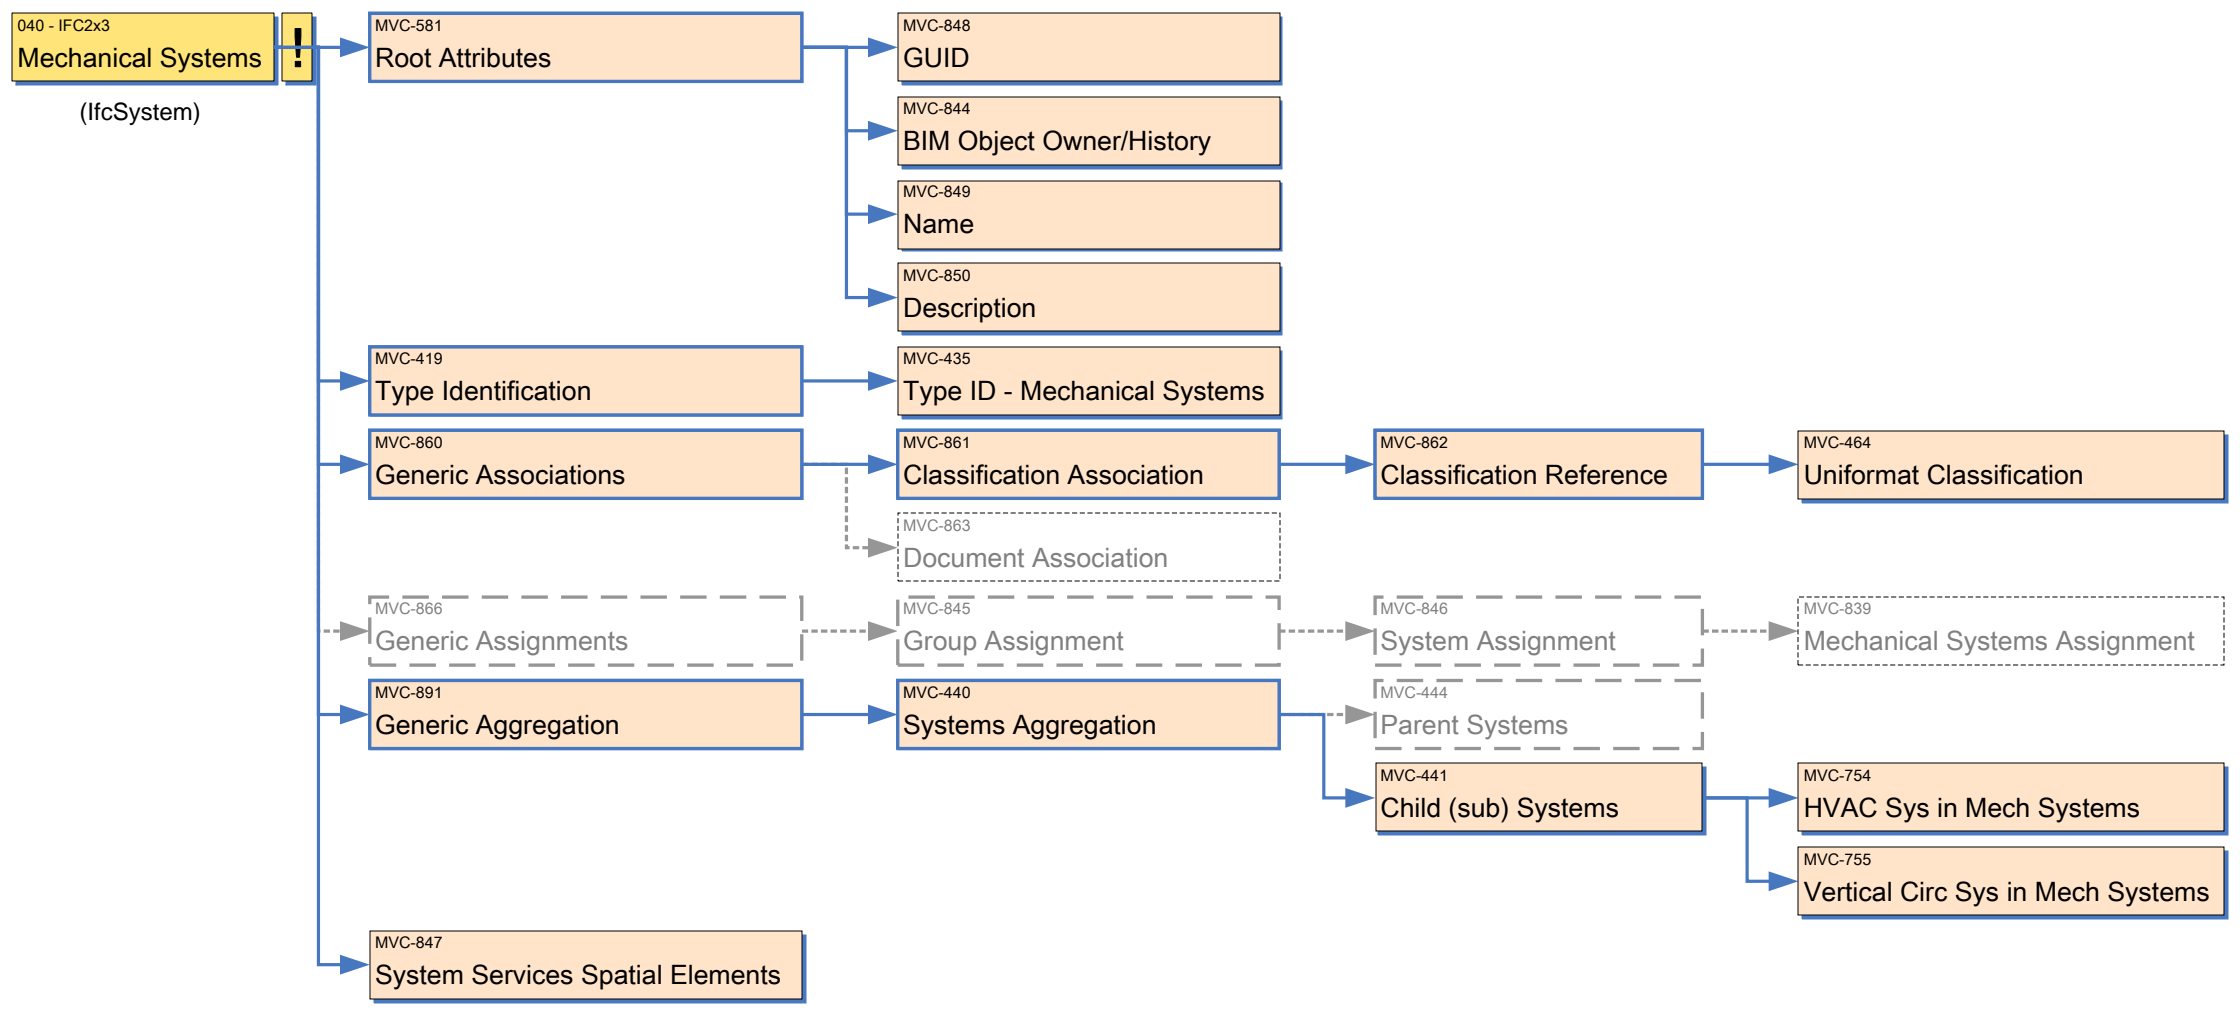 040 - IFC2x3
Mechanical Systems
!
(IfcSystem)
MVC-581
Root Attributes
MVC-848
GUID
MVC-844
BIM Object Owner/History
MVC-849
Name
MVC-850
Description
MVC-419
Type Identification
MVC-435
Type ID - Mechanical Systems
MVC-860
Generic Associations
MVC-861
Classification Association
MVC-862
Classification Reference
MVC-464
Uniformat Classification
MVC-863
Document Association
MVC-866
Generic Assignments
MVC-845
Group Assignment
MVC-846
System Assignment
MVC-839
Mechanical Systems Assignment
MVC-891
Generic Aggregation
MVC-440
Systems Aggregation
MVC-444
Parent Systems
MVC-441
Child (sub) Systems
MVC-754
HVAC Sys in Mech Systems
MVC-755
Vertical Circ Sys in Mech Systems
MVC-847
System Services Spatial Elements